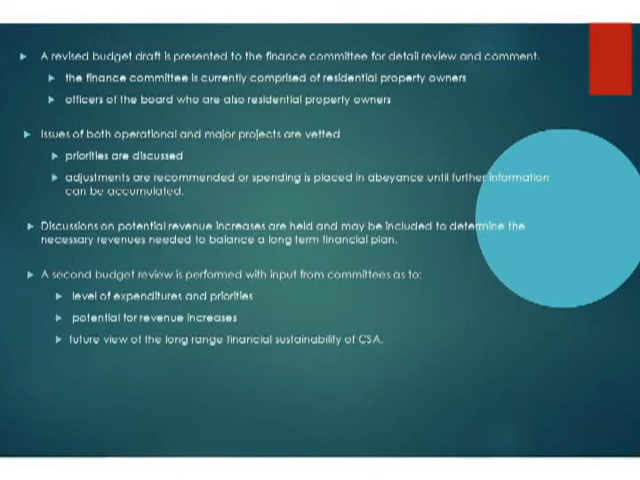 A revised budget draft is presented to the finance committee for detail review and comment.
the finance committee is currently comprised of residential property owners
officers of the board who are also residential property owners
Issues of both operational and major projects are vetted
priorities are discussed
adjustments are recommended or spending is placed in abeyance until further information
can be accumulated.
Discussions on potential revenue increases are held and may be included to determine the
necessary revenues needed to balance a long term financial plan.
A second budget review is performed with input from committees as to:
level of expenditures and priorities
potential for revenue increases
future view of the long range financial sustainability of CSA.